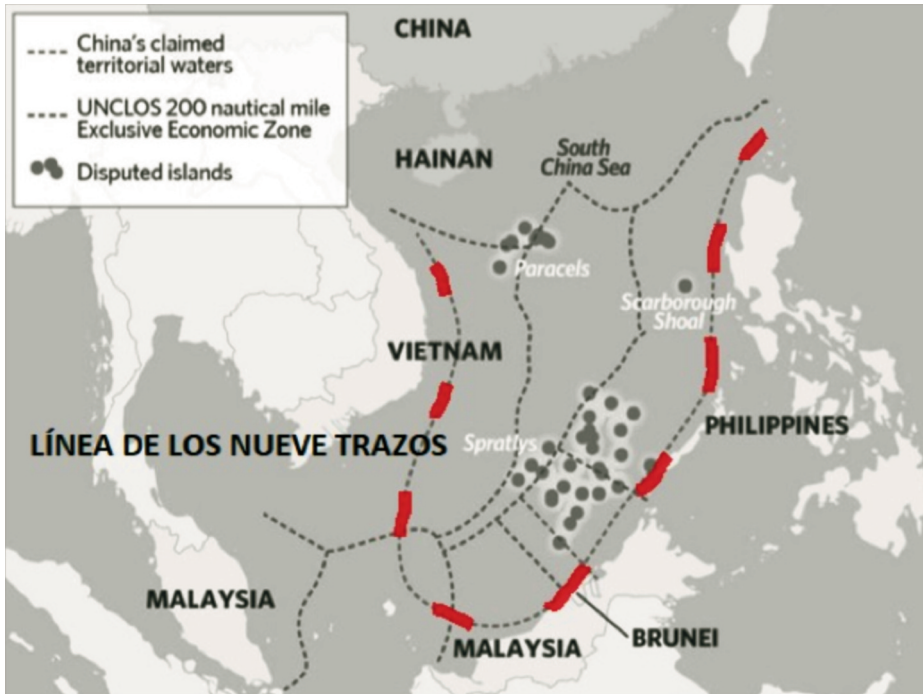 China's claimed
territorial waters
UNCLOS 200 nautical mile
Exclusive Economic Zone
Disputed islands
CHINA
HAINAN
South
China Sea
Paracels
Scarborough
Shoal
VIETNAM
PHILIPPINES
LÍNEA DE LOS NUEVE TRAZOS
Spratlys
MALAYSIA
MALAYSIA
BRUNEI